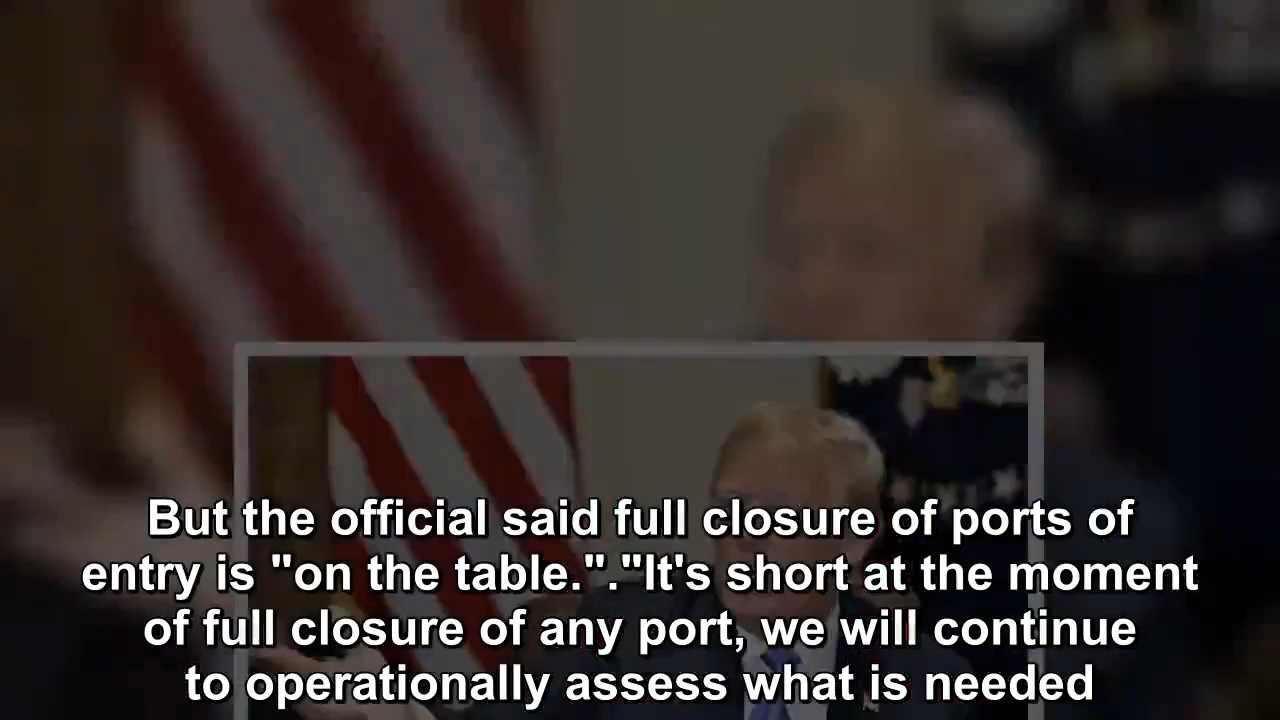 But the official said full closure of ports of
entry is "on the table."."It's short at the moment
of full closure of any port, we will continue
to operationally assess what is needed